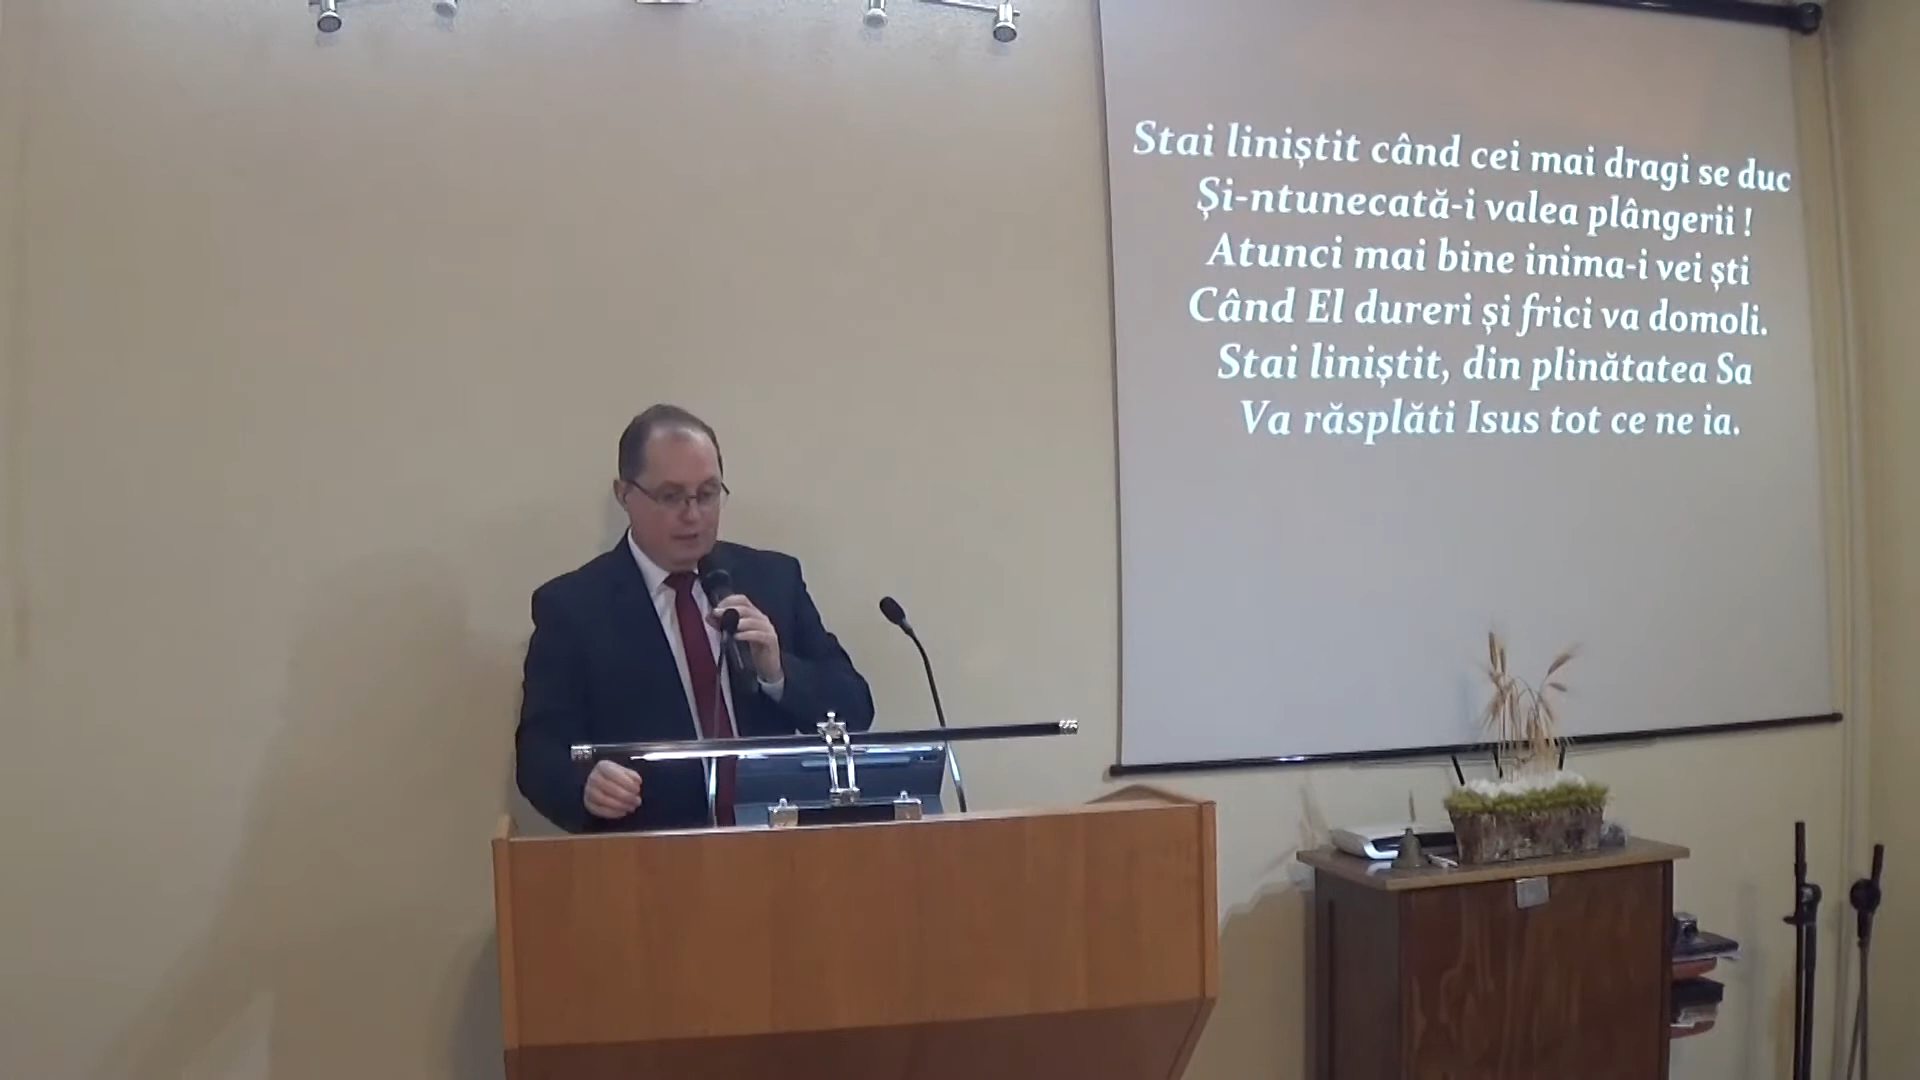 Stai liniștit când cei mai dragi se duc
Și-ntunecată-i valea plângerii !
Atunci mai bine inima-i vei ști
Când El dureri și frici va domoli.
Stai liniștit, din plinătatea Sa
Va răsplăti Isus tot ce ne ia.